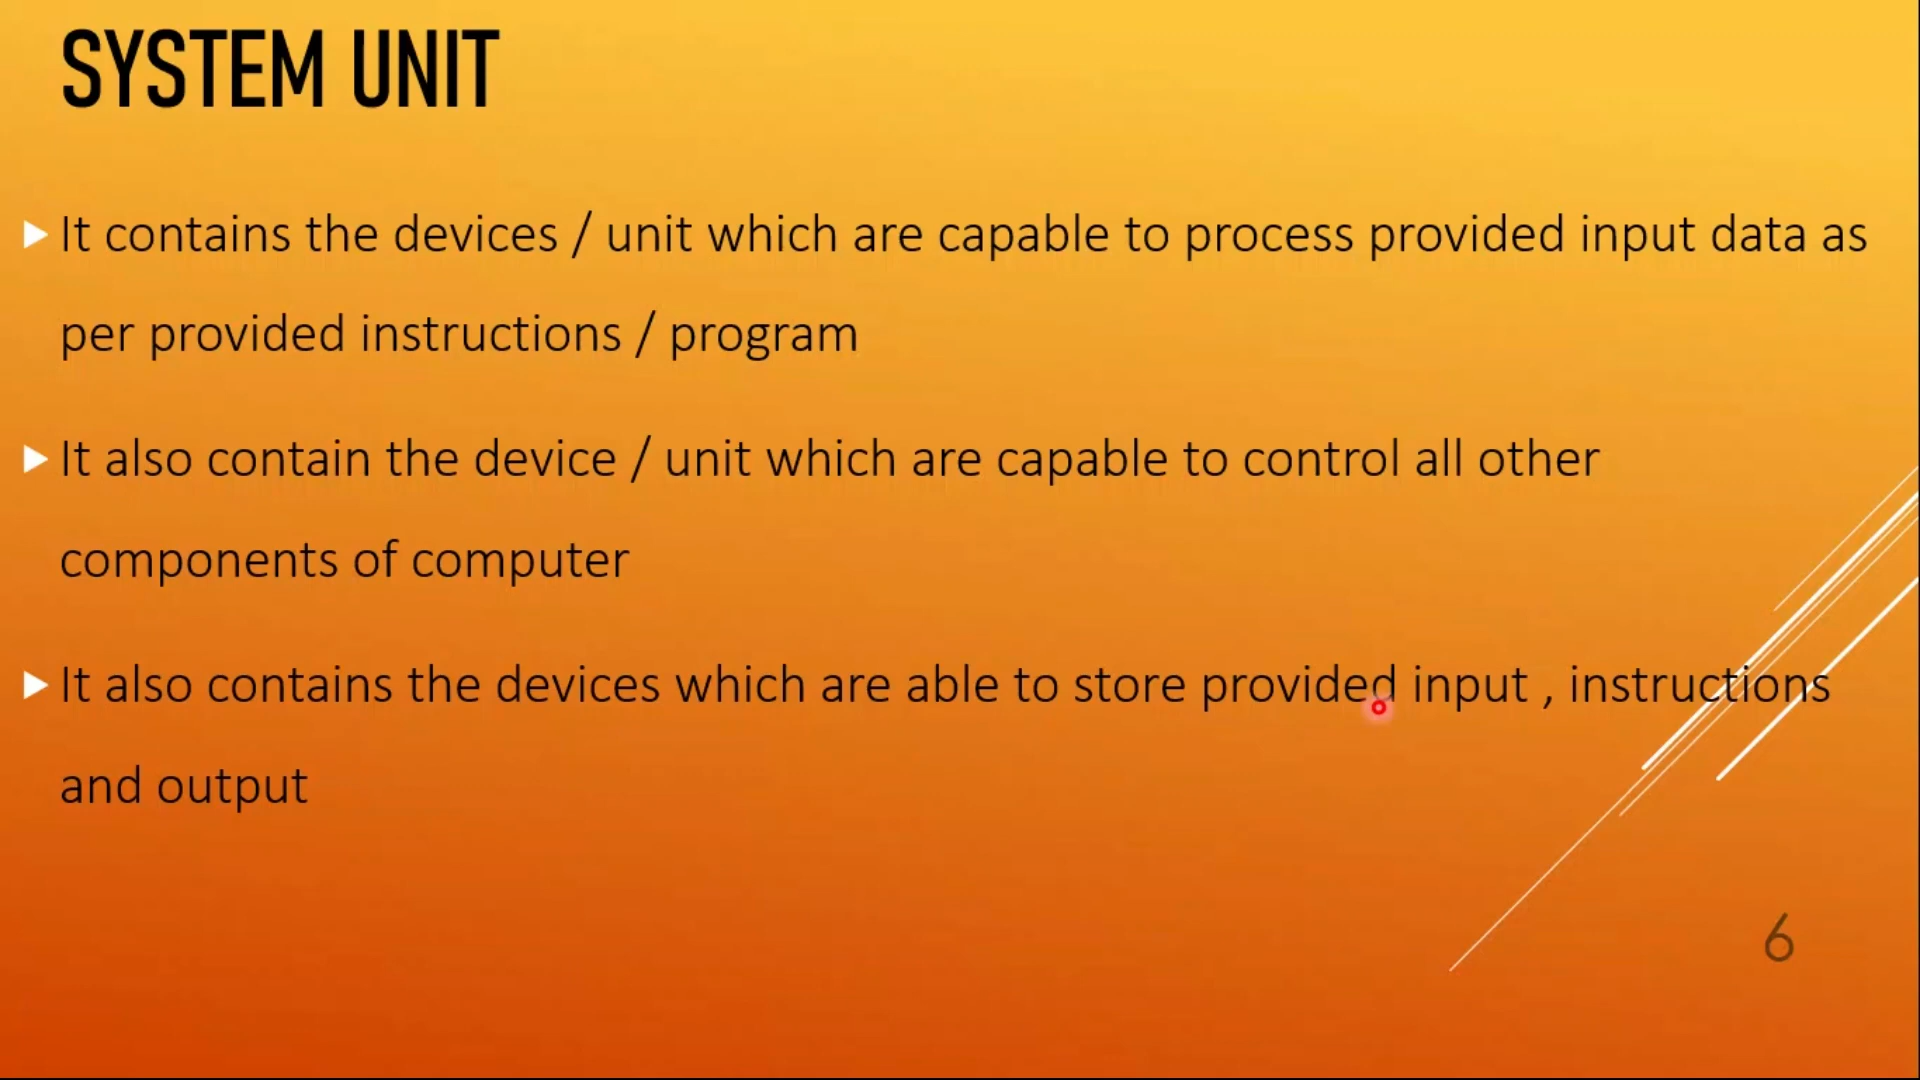 SYSTEM UNIT
It contains the devices / unit which are capable to process provided input data as
per provided instructions / program
It also contain the device / unit which are capable to control all other
components of computer
It also contains the devices which are able to store provided input , instructions
and output
6